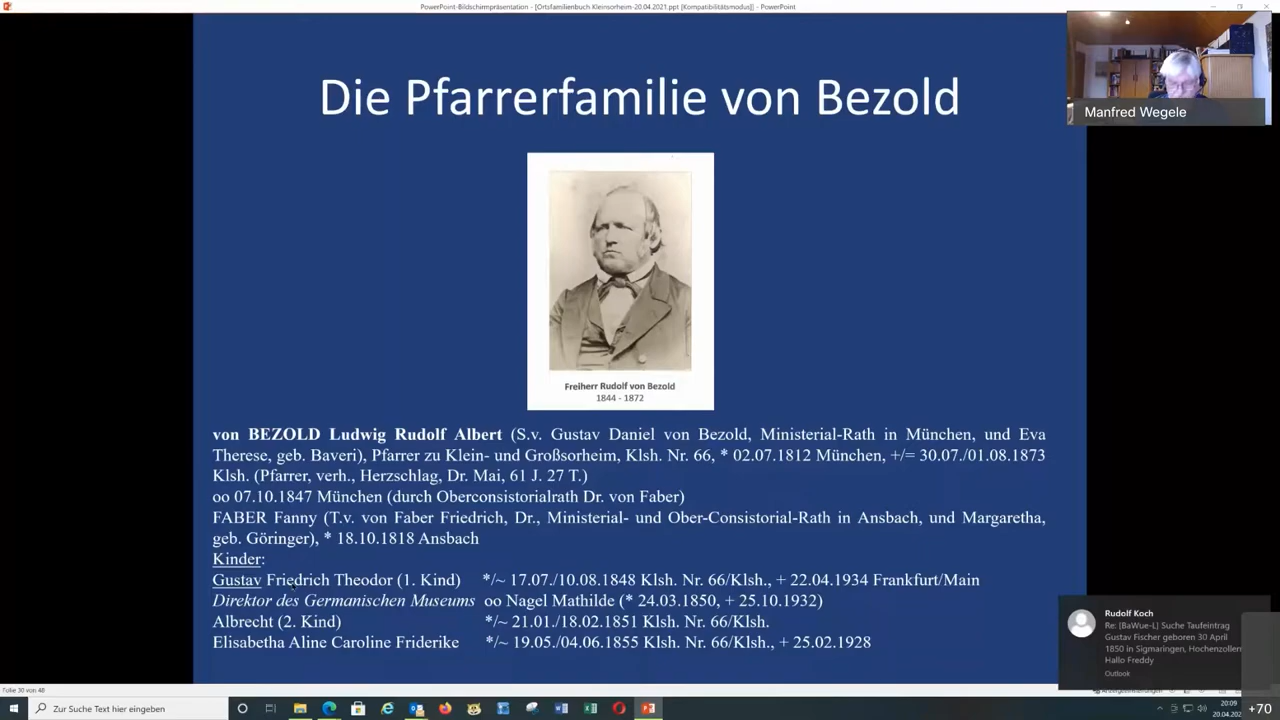 PowerPoint-Bildschirmpräsentation - [Ortsfamilienbuch Kleinsorheim-20.04.2021.ppt [Kompatibilitätsmodus]] - PowerPoint
Manfred Wegele
Die Pfarrerfamilie von Bezold
Freiherr Rudolf von Bezold
1844 - 1872
von BEZOLD Ludwig Rudolf Albert (S.v. Gustav Daniel von Bezold, Ministerial-Rath in München, und Eva
Therese, geb. Baveri), Pfarrer zu Klein- und Großsorheim, Klsh. Nr. 66, * 02.07.1812 München, +/= 30.07./01.08.1873
Klsh. (Pfarrer, verh., Herzschlag, Dr. Mai, 61 J. 27 T.)
oo 07.10.1847 München (durch Oberconsistorialrath Dr. von Faber)
FABER Fanny (T.v. von Faber Friedrich, Dr., Ministerial- und Ober-Consistorial-Rath in Ansbach, und Margaretha,
geb. Göringer), * 18.10.1818 Ansbach
Kinder:
Gustav Friedrich Theodor (1. Kind) */~ 17.07./10.08.1848 Klsh. Nr. 66/Klsh., + 22.04.1934 Frankfurt/Main
Direktor des Germanischen Museums oo Nagel Mathilde (* 24.03.1850, + 25.10.1932)
Albrecht (2. Kind) */~ 21.01./18.02.1851 Klsh. Nr. 66/Klsh.
Elisabetha Aline Caroline Friderike */~ 19.05./04.06.1855 Klsh. Nr. 66/Klsh., + 25.02.1928
Rudolf Koch
Re: [BaWue-L] Suche Taufeintrag
Gustav Fischer geboren 30 April
1850 in Sigmaringen, Hochenzollen
Hallo Freddy
Outlook
Folie 30 von 48
Zur Suche Text hier eingeben
20:09
20.04.202
+70